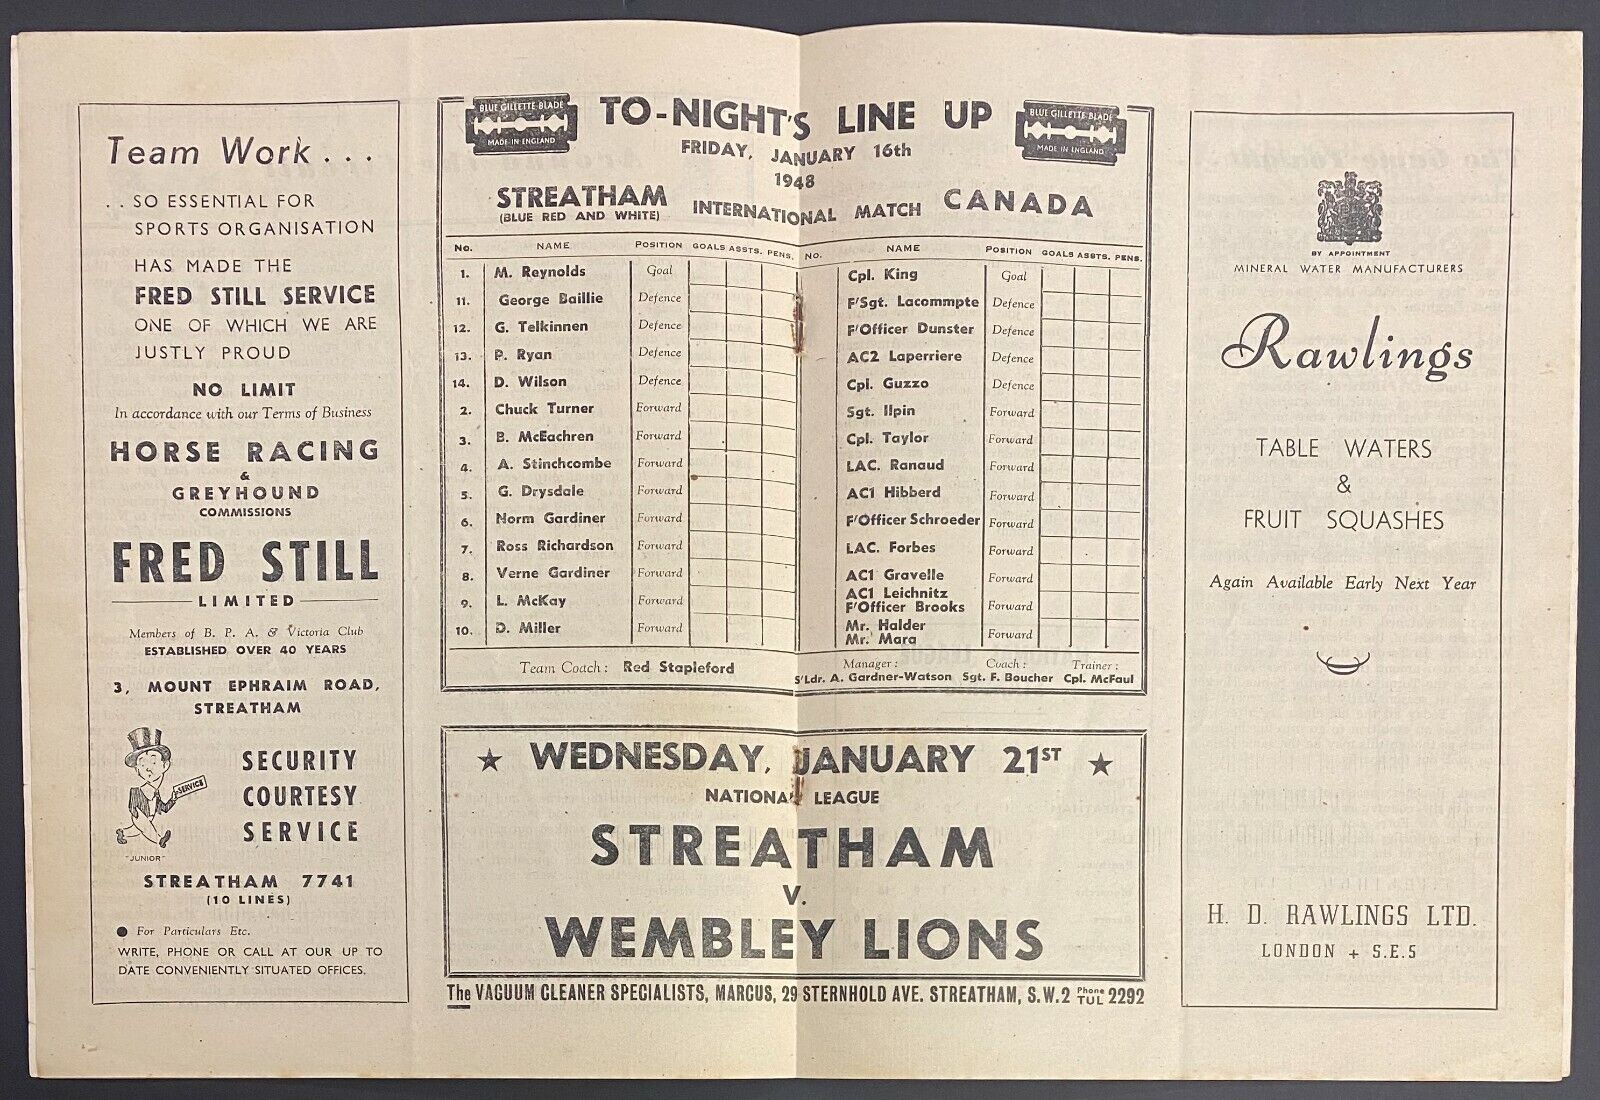 Team Work . . .
. . SO ESSENTIAL FOR
SPORTS ORGANISATION
HAS MADE THE
FRED STILL SERVICE
ONE OF WHICH WE ARE
JUSTLY PROUD
NO LIMIT
In accordance with our Terms of Business
HORSE RACING
&
GREYHOUND
COMMISSIONS
FRED STILL
LIMITED
Members of B. P. A. & Victoria Club
ESTABLISHED OVER 40 YEARS
3, MOUNT EPHRAIM ROAD,
STREATHAM
SERVICE
"JUNIOR"
SECURITY
COURTESY
SERVICE
STREATHAM 7741
(10 LINES)
● For Particulars Etc.
WRITE, PHONE OR CALL AT OUR UP TO
DATE CONVENIENTLY SITUATED OFFICES.
BLUE GILLETTE BLADE
MADE IN ENGLAND
TO-NIGHT'S LINE UP
FRIDAY, JANUARY 16th
1948
BLUE GILLETTE BLADE
MADE IN ENGLAND
STREATHAM
(BLUE RED AND WHITE)
INTERNATIONAL MATCH
CANADA
No. NAME POSITION GOALS ASSTS. PENS.
1. M. Reynolds Goal
11. George Baillie Defence
12. G. Telkinnen Defence
13. P. Ryan Defence
14. D. Wilson Defence
2. Chuck Turner Forward
3. B. McEachren Forward
4. A. Stinchcombe Forward
5. G. Drysdale Forward
6. Norm Gardiner Forward
7. Ross Richardson Forward
8. Verne Gardiner Forward
9. L. McKay Forward
10. D. Miller Forward
Team Coach: Red Stapleford
NO. NAME POSITION GOALS ASSTS. PENS.
Cpl. King Goal
F'Sgt. Lacommpte Defence
F'Officer Dunster Defence
AC2 Laperriere Defence
Cpl. Guzzo Defence
Sgt. Ilpin Forward
Cpl. Taylor Forward
LAC. Ranaud Forward
AC1 Hibberd Forward
F'Officer Schroeder Forward
LAC. Forbes Forward
AC1 Gravelle Forward
AC1 Leichnitz
F'Officer Brooks Forward
Mr. Halder
Mr. Mara Forward
Manager: Coach: Trainer:
S'Ldr. A. Gardner-Watson Sgt. F. Boucher Cpl. McFaul
★ WEDNESDAY, JANUARY 21ST ★
NATIONAL LEAGUE
STREATHAM
V.
WEMBLEY LIONS
The VACUUM CLEANER SPECIALISTS, MARCUS, 29 STERNHOLD AVE. STREATHAM, S.W.2 Phone TUL 2292
BY APPOINTMENT
MINERAL WATER MANUFACTURERS
Rawlings
TABLE WATERS
&
FRUIT SQUASHES
Again Available Early Next Year
H. D. RAWLINGS LTD.
LONDON + S.E.5